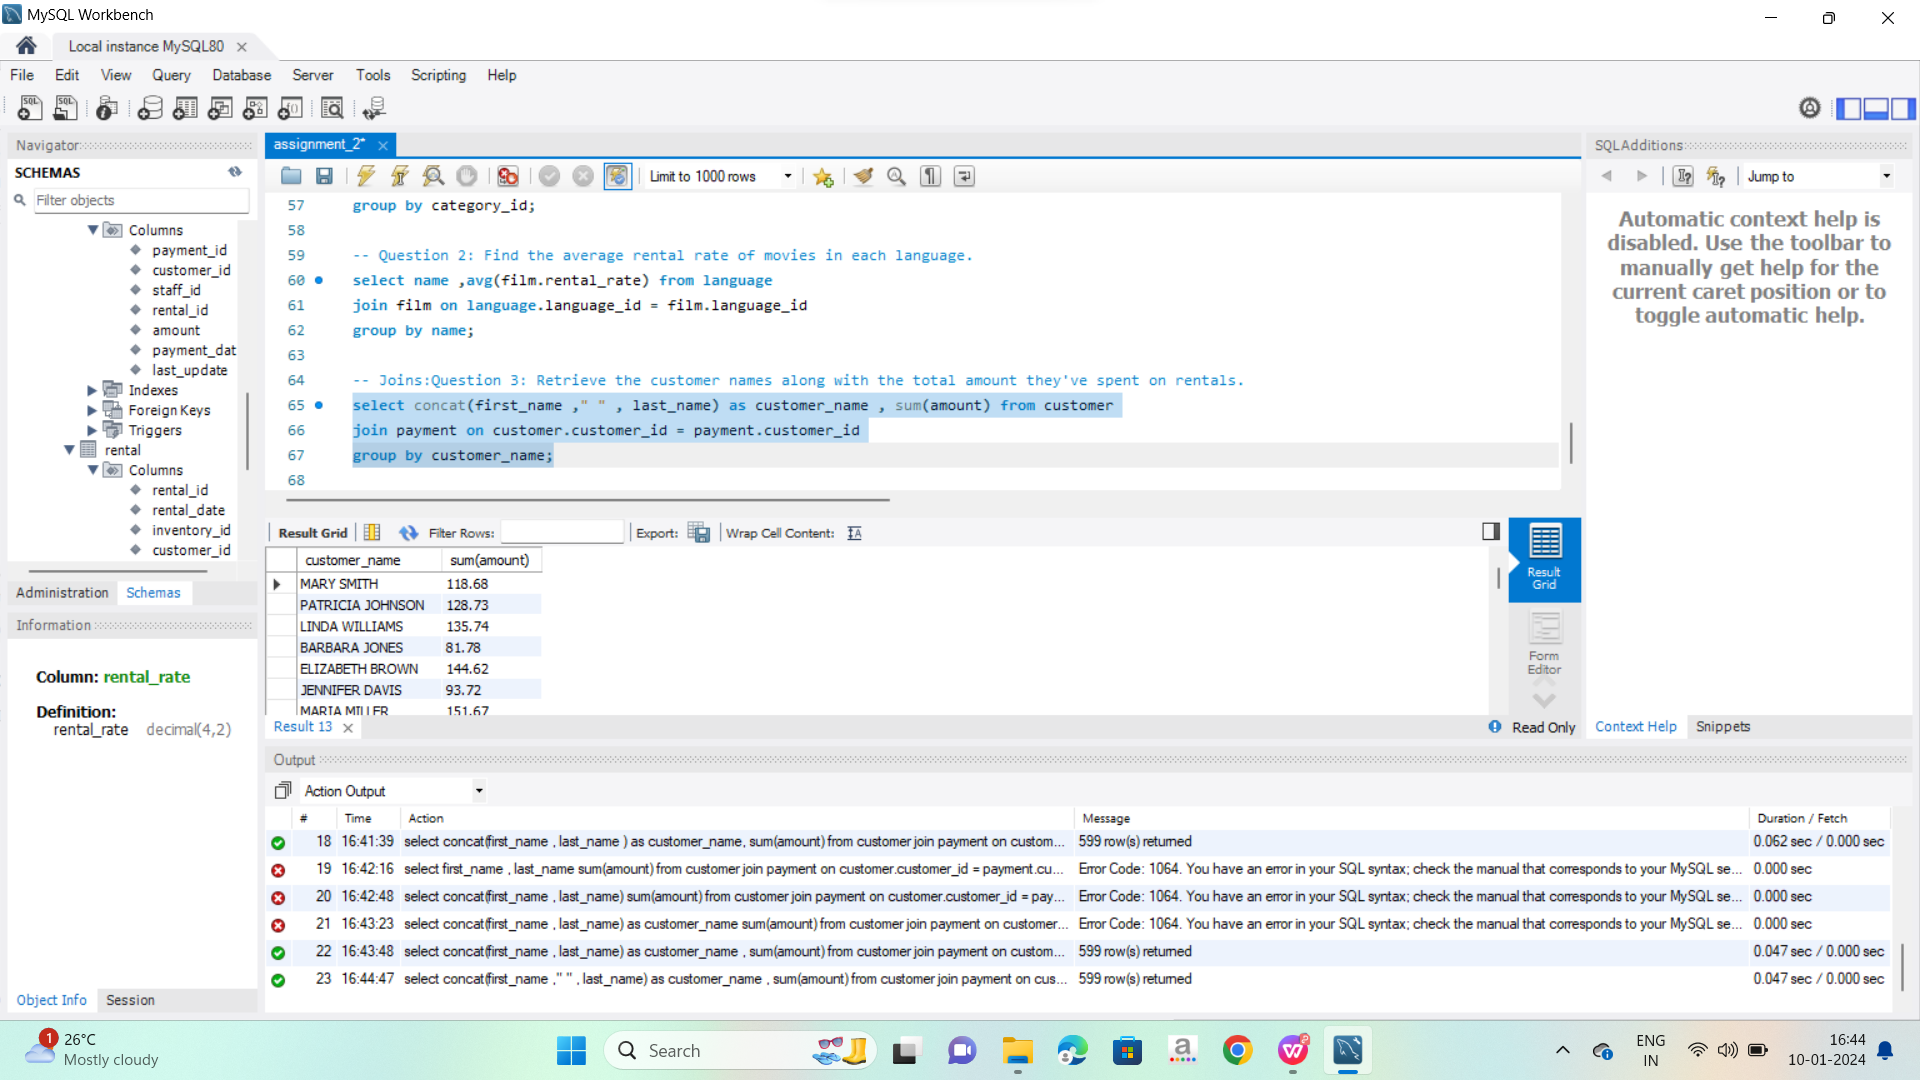 MySQL Workbench
Local instance MySQL80
File Edit View Query Database Server Tools Scripting Help
Navigator
SCHEMAS
Filter objects
Columns
payment_id
customer_id
staff_id
rental_id
amount
payment_dat
last_update
Indexes
Foreign Keys
Triggers
rental
Columns
rental_id
rental_date
inventory_id
customer_id
Administration Schemas
Information
Column: rental_rate
Definition:
rental_rate decimal(4,2)
Object Info Session
assignment_2*
Limit to 1000 rows
57 group by category_id;
58
59 -- Question 2: Find the average rental rate of movies in each language.
60 select name ,avg(film.rental_rate) from language
61 join film on language.language_id = film.language_id
62 group by name;
63
64 -- Joins:Question 3: Retrieve the customer names along with the total amount they've spent on rentals.
65 select concat(first_name ," " , last_name) as customer_name , sum(amount) from customer
66 join payment on customer.customer_id = payment.customer_id
67 group by customer_name;
68
Result Grid Filter Rows: Export: Wrap Cell Content:
customer_name sum(amount)
MARY SMITH 118.68
PATRICIA JOHNSON 128.73
LINDA WILLIAMS 135.74
BARBARA JONES 81.78
ELIZABETH BROWN 144.62
JENNIFER DAVIS 93.72
MARIA MILLER 151.67
Result Grid
Form Editor
Result 13
Read Only
SQLAdditions
Jump to
Automatic context help is
disabled. Use the toolbar to
manually get help for the
current caret position or to
toggle automatic help.
Context Help Snippets
Output
Action Output
# Time Action Message Duration / Fetch
18 16:41:39 select concat(first_name , last_name ) as customer_name, sum(amount) from customer join payment on custom... 599 row(s) returned 0.062 sec / 0.000 sec
19 16:42:16 select first_name , last_name sum(amount) from customer join payment on customer.customer_id = payment.cu... Error Code: 1064. You have an error in your SQL syntax; check the manual that corresponds to your MySQL se... 0.000 sec
20 16:42:48 select concat(first_name , last_name) sum(amount) from customer join payment on customer.customer_id = pay... Error Code: 1064. You have an error in your SQL syntax; check the manual that corresponds to your MySQL se... 0.000 sec
21 16:43:23 select concat(first_name , last_name) as customer_name sum(amount) from customer join payment on customer... Error Code: 1064. You have an error in your SQL syntax; check the manual that corresponds to your MySQL se... 0.000 sec
22 16:43:48 select concat(first_name , last_name) as customer_name , sum(amount) from customer join payment on custom... 599 row(s) returned 0.047 sec / 0.000 sec
23 16:44:47 select concat(first_name ," " , last_name) as customer_name , sum(amount) from customer join payment on cus... 599 row(s) returned 0.047 sec / 0.000 sec
1
26°C
Mostly cloudy
Search
ENG
IN
16:44
10-01-2024